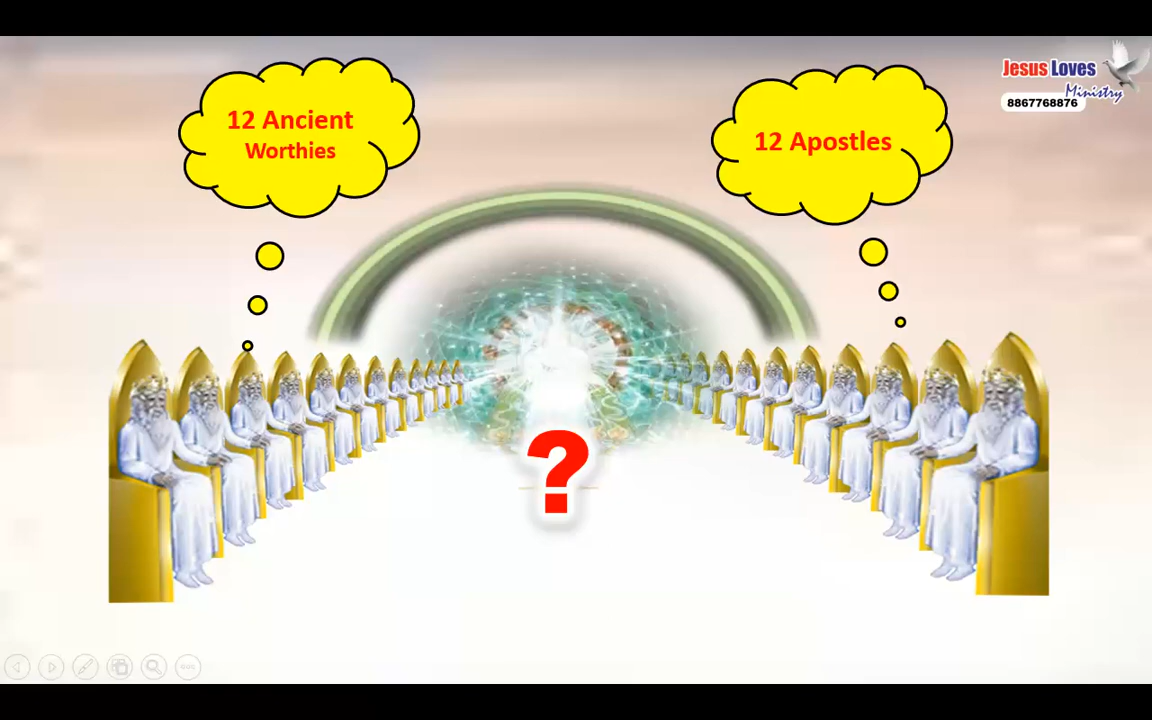 12 Ancient
Worthies
12 Apostles
Jesus Loves
Ministry
8867768876
?